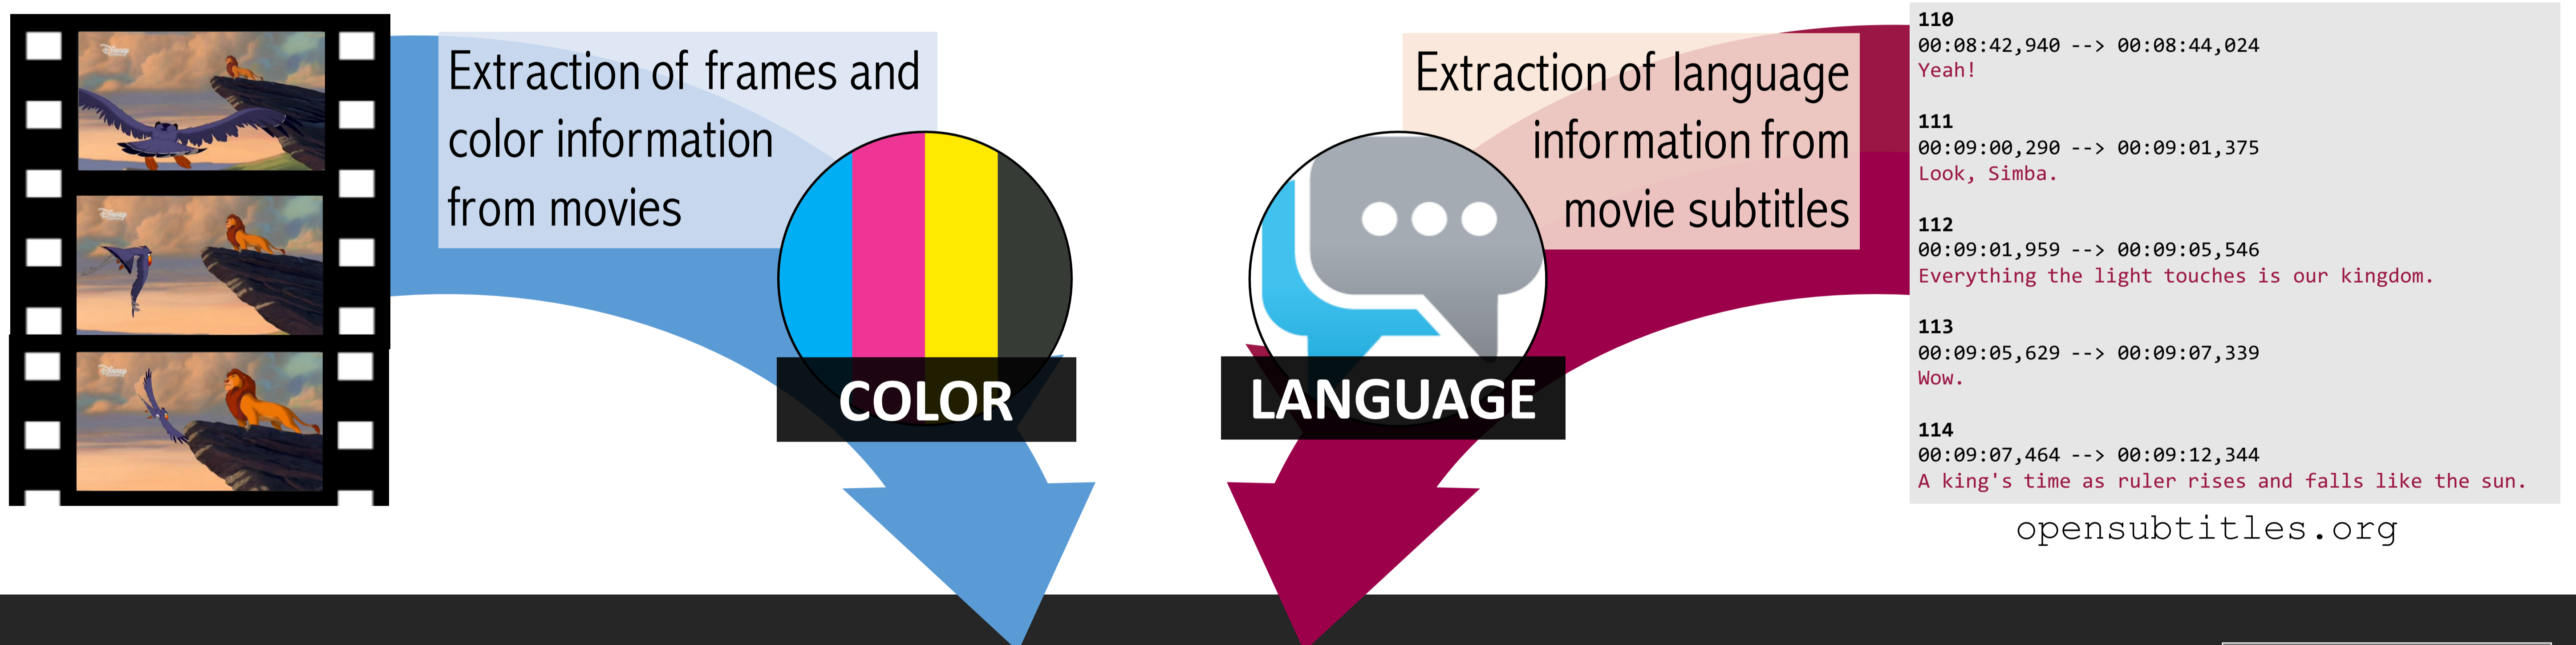 Disney
Disney
Disney
Extraction of frames and
color information
from movies
COLOR
Extraction of language
information from
movie subtitles
LANGUAGE
110
00:08:42,940 --> 00:08:44,024
Yeah!
111
00:09:00,290 --> 00:09:01,375
Look, Simba.
112
00:09:01,959 --> 00:09:05,546
Everything the light touches is our kingdom.
113
00:09:05,629 --> 00:09:07,339
Wow.
114
00:09:07,464 --> 00:09:12,344
A king's time as ruler rises and falls like the sun.
opensubtitles.org